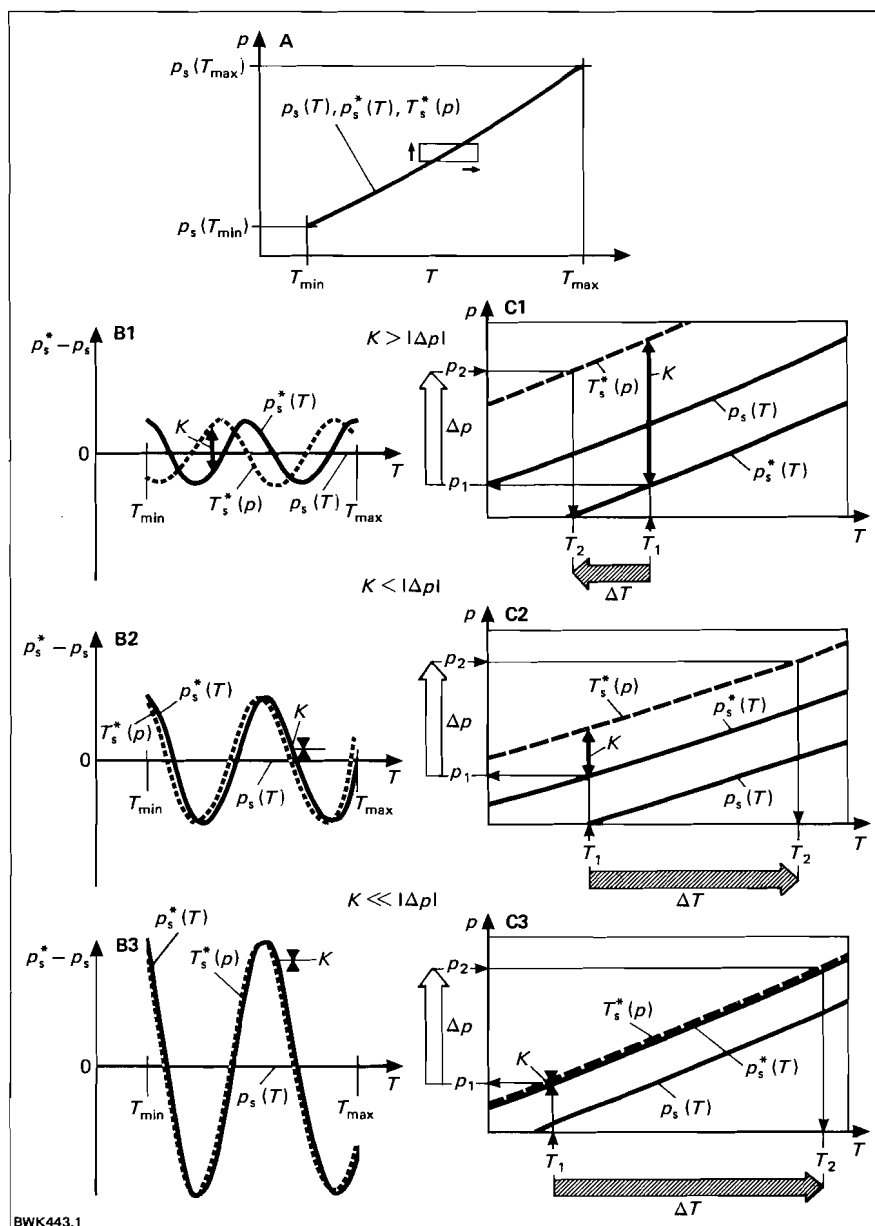 p A
p_s(T_max)
p_s(T), p_s^*(T), T_s^*(p)
p_s(T_min)
T_min T T_max
B1
p_s^* – p_s
K
p_s^*(T)
0
T
T_min
T_s^*(p)
p_s(T)
T_max
K > |Δp|
p C1
p_2
T_s^*(p)
K
Δp
p_s(T)
p_1
p_s^*(T)
T
T_2 T_1
ΔT
K < |Δp|
B2
p_s^* – p_s
p_s^*(T)
T_s^*(p)
K
0
T
T_min
p_s(T)
T_max
p C2
p_2
T_s^*(p)
Δp
p_s^*(T)
K
p_1
p_s(T)
T
T_1 T_2
ΔT
K ≪ |Δp|
p_s^*(T)
B3
p_s^* – p_s
T_s^*(p)
K
0
T
T_min
p_s(T)
T_max
p C3
p_2
T_s^*(p)
Δp
K
p_s^*(T)
p_1
p_s(T)
T
T_1 T_2
ΔT
BWK443.1